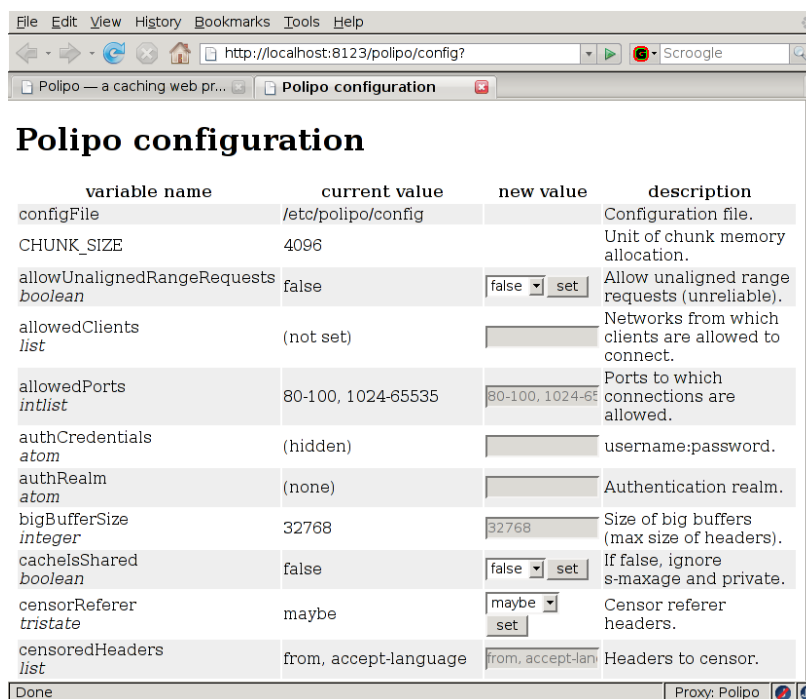 File Edit View History Bookmarks Tools Help
http://localhost:8123/polipo/config? G Scroogle
Polipo — a caching web pr... Polipo configuration
Polipo configuration
variable name current value new value description
configFile /etc/polipo/config Configuration file.
CHUNK_SIZE 4096 Unit of chunk memory
allocation.
allowUnalignedRangeRequests false false set Allow unaligned range
boolean requests (unreliable).
allowedClients (not set) Networks from which
list clients are allowed to
connect.
allowedPorts 80-100, 1024-65535 80-100, 1024-65 Ports to which
intlist connections are
allowed.
authCredentials (hidden) username:password.
atom
authRealm (none) Authentication realm.
atom
bigBufferSize 32768 32768 Size of big buffers
integer (max size of headers).
cacheIsShared false false set If false, ignore
boolean s-maxage and private.
censorReferer maybe maybe Censor referer
tristate set headers.
censoredHeaders from, accept-language from, accept-lan Headers to censor.
list
Done Proxy: Polipo